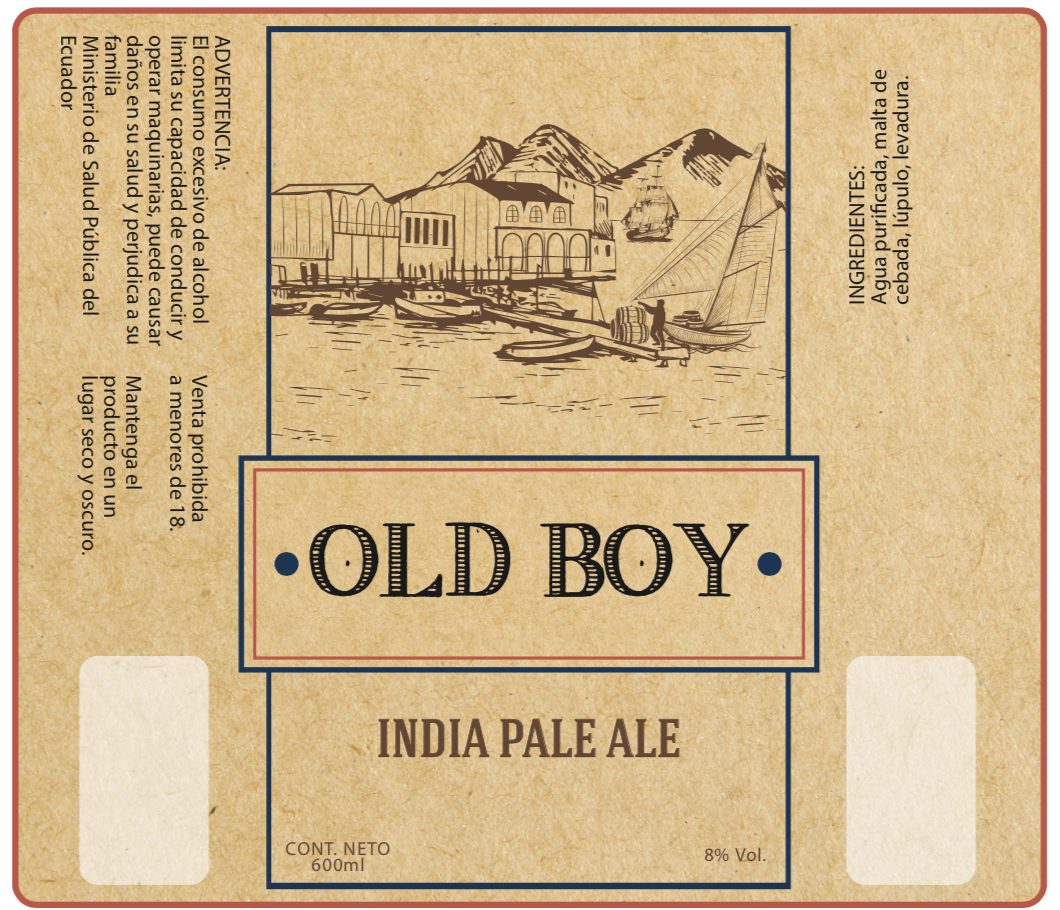 ADVERTENCIA:
El consumo excesivo de alcohol
limita su capacidad de conducir y
operar maquinarias, puede causar
daños en su salud y perjudica a su
familia
Ministerio de Salud Pública del
Ecuador
Venta prohibida
a menores de 18.
Mantenga el
producto en un
lugar seco y oscuro.
OLD BOY
INDIA PALE ALE
CONT. NETO
600ml
8% Vol.
INGREDIENTES:
Agua purificada, malta de
cebada, lúpulo, levadura.